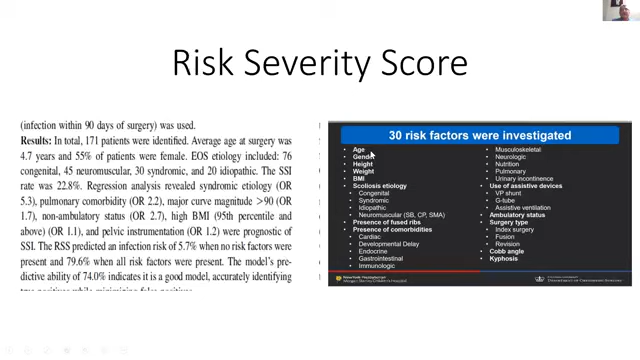 Risk Severity Score
(infection within 90 days of surgery) was used.
Results: In total, 171 patients were identified. Average age at surgery was
4.7 years and 55% of patients were female. EOS etiology included: 76
congenital, 45 neuromuscular, 30 syndromic, and 20 idiopathic. The SSI
rate was 22.8%. Regression analysis revealed syndromic etiology (OR
5.3), pulmonary comorbidity (OR 2.2), major curve magnitude >90 (OR
1.7), non-ambulatory status (OR 2.7), high BMI (95th percentile and
above) (OR 1.1), and pelvic instrumentation (OR 1.2) were prognostic of
SSI. The RSS predicted an infection risk of 5.7% when no risk factors were
present and 79.6% when all risk factors were present. The model's pre-
dictive ability of 74.0% indicates it is a good model, accurately identifying
true positives while minimizing false positives.
30 risk factors were investigated
• Age
• Gender
• Height
• Weight
• BMI
• Scoliosis etiology
• Congenital
• Syndromic
• Idiopathic
• Neuromuscular (SB, CP, SMA)
• Presence of fused ribs
• Presence of comorbidities
• Cardiac
• Developmental Delay
• Endocrine
• Gastrointestinal
• Immunologic
• Musculoskeletal
• Neurologic
• Nutrition
• Pulmonary
• Urinary incontinence
• Use of assistive devices
• VP shunt
• G-tube
• Assistive ventilation
• Ambulatory status
• Surgery type
• Index surgery
• Fusion
• Revision
• Cobb angle
• Kyphosis